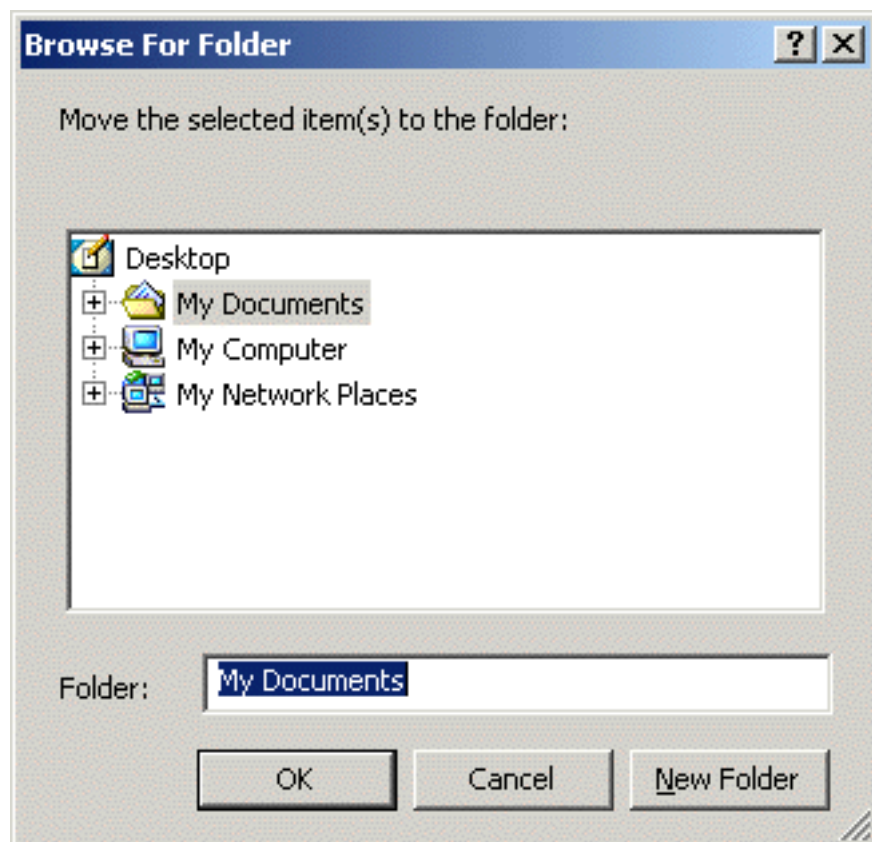 Browse For Folder
Move the selected item(s) to the folder:
Desktop
My Documents
My Computer
My Network Places
Folder: My Documents
OK Cancel New Folder